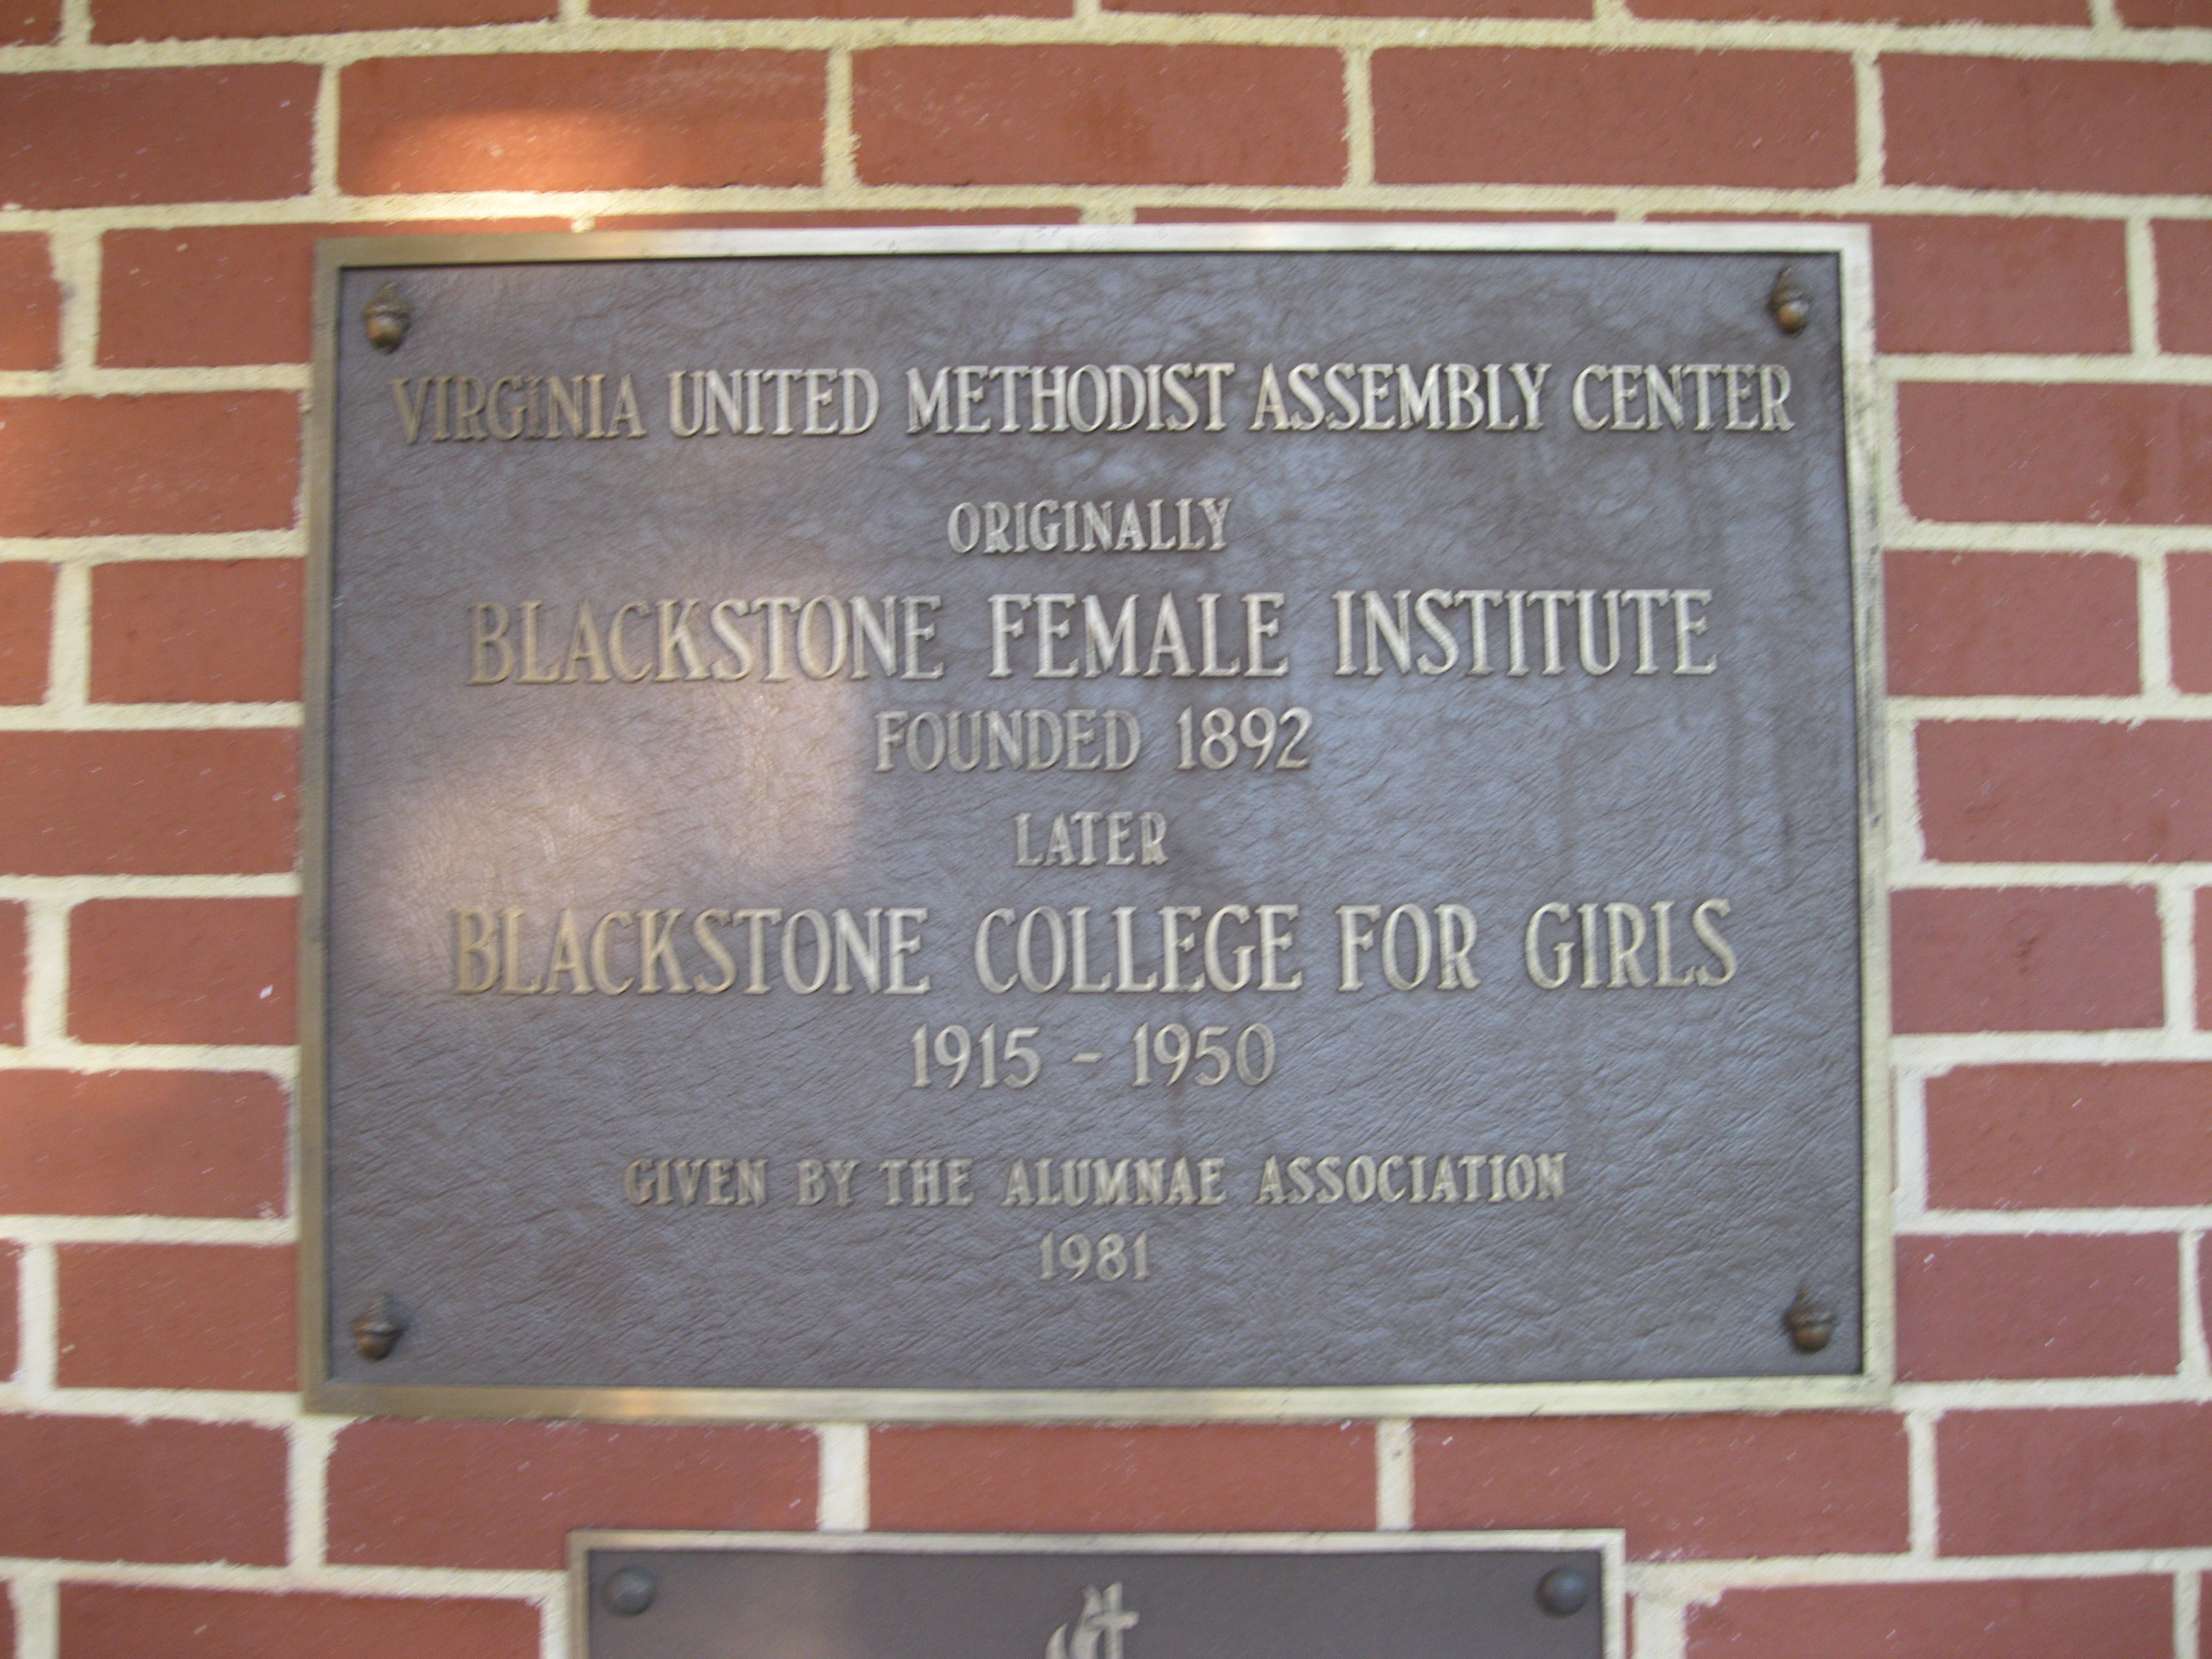 VIRGINIA UNITED METHODIST ASSEMBLY CENTER
ORIGINALLY
BLACKSTONE FEMALE INSTITUTE
FOUNDED 1892
LATER
BLACKSTONE COLLEGE FOR GIRLS
1915 - 1950
GIVEN BY THE ALUMNAE ASSOCIATION
1981